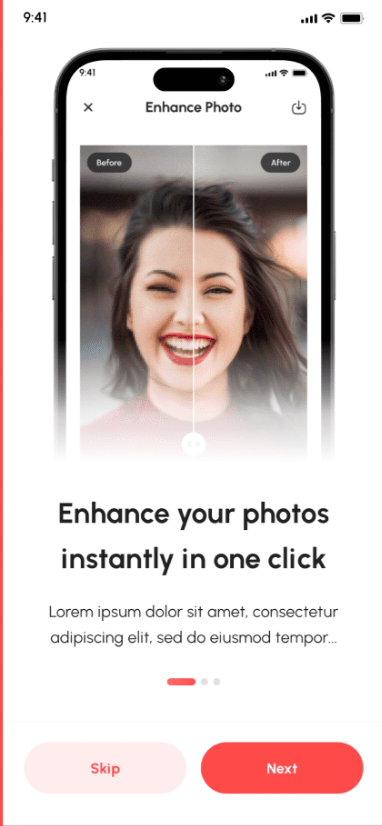 9:41
9:41
Enhance Photo
Before
After
Enhance your photos
instantly in one click
Lorem ipsum dolor sit amet, consectetur
adipiscing elit, sed do eiusmod tempor...
Skip
Next